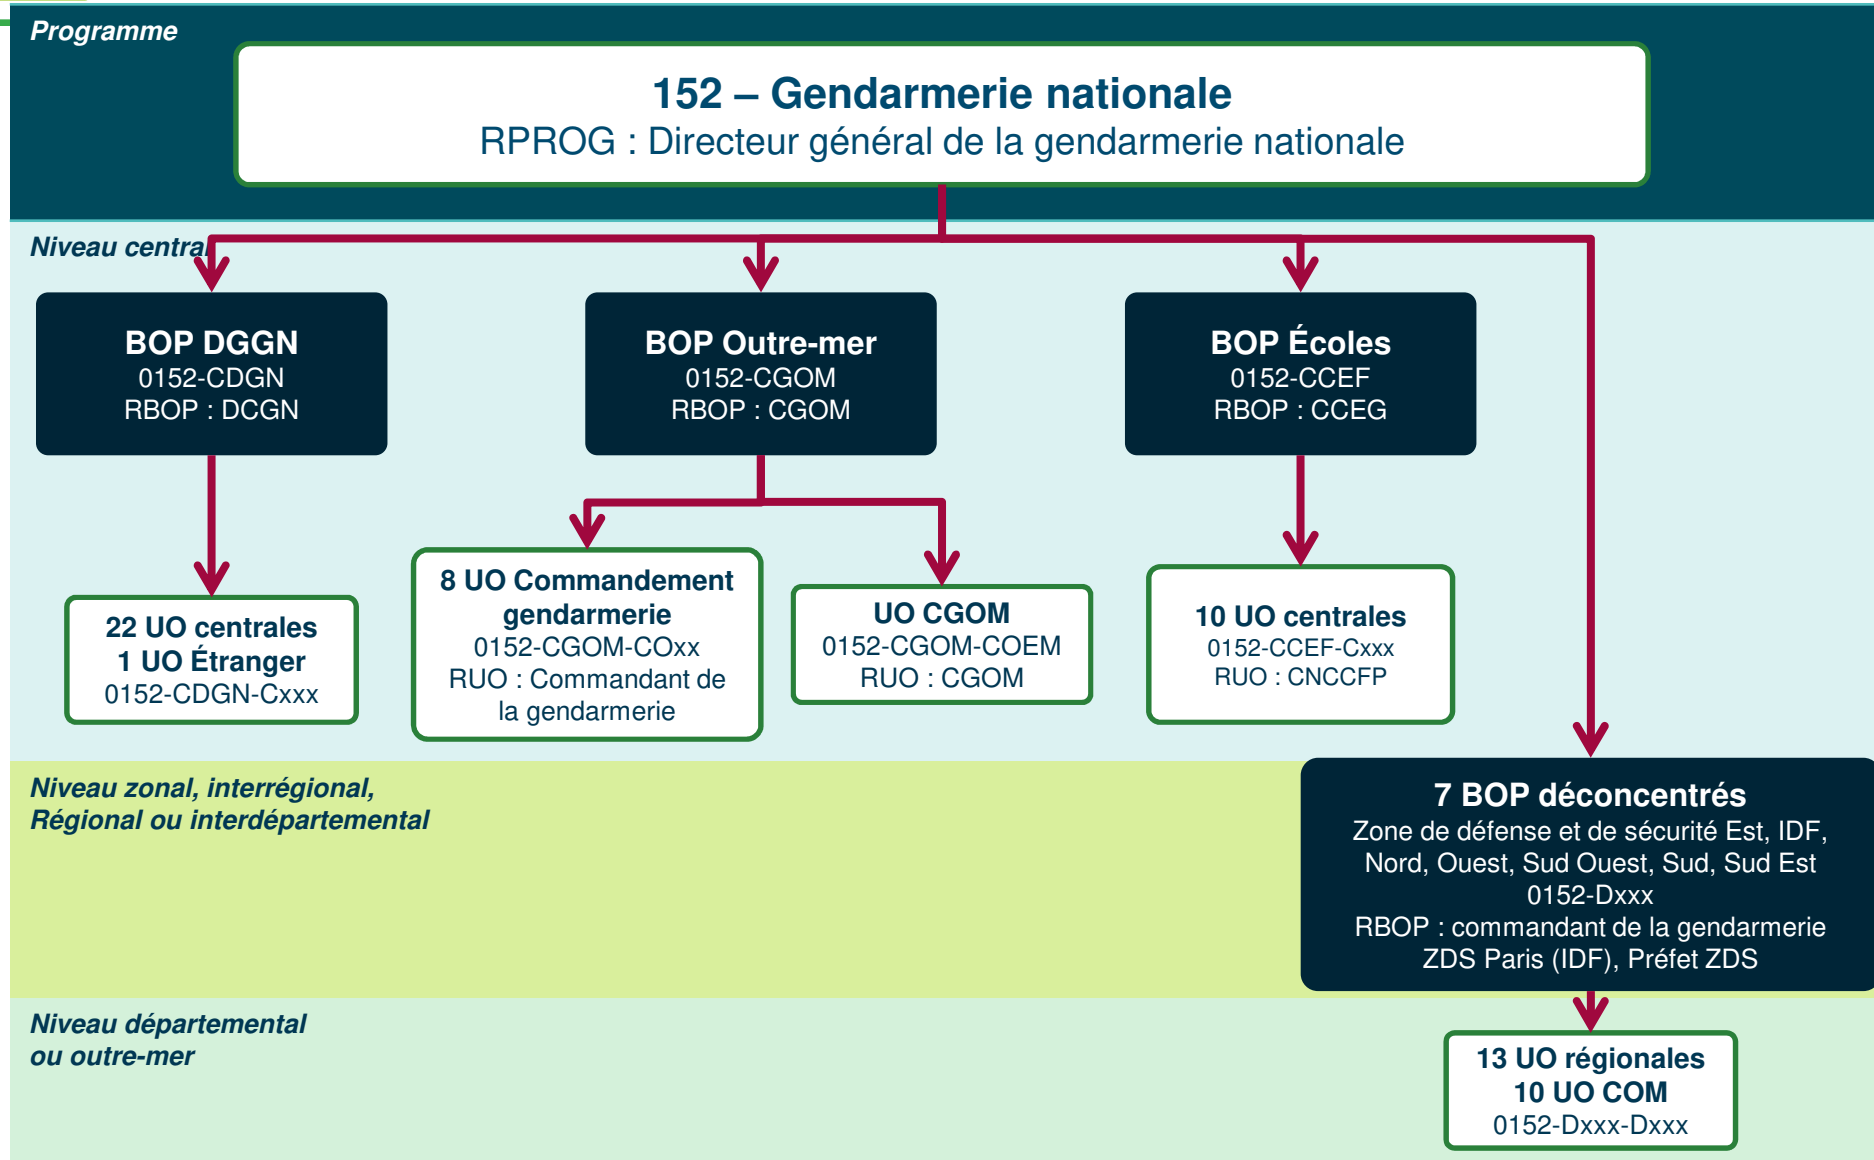 Programme
152 – Gendarmerie nationale
RPROG : Directeur général de la gendarmerie nationale
Niveau central
BOP DGGN
0152-CDGN
RBOP : DCGN
BOP Outre-mer
0152-CGOM
RBOP : CGOM
BOP Écoles
0152-CCEF
RBOP : CCEG
22 UO centrales
1 UO Étranger
0152-CDGN-Cxxx
8 UO Commandement
gendarmerie
0152-CGOM-COxx
RUO : Commandant de
la gendarmerie
UO CGOM
0152-CGOM-COEM
RUO : CGOM
10 UO centrales
0152-CCEF-Cxxx
RUO : CNCCFP
Niveau zonal, interrégional,
Régional ou interdépartemental
7 BOP déconcentrés
Zone de défense et de sécurité Est, IDF,
Nord, Ouest, Sud Ouest, Sud, Sud Est
0152-Dxxx
RBOP : commandant de la gendarmerie
ZDS Paris (IDF), Préfet ZDS
Niveau départemental
ou outre-mer
13 UO régionales
10 UO COM
0152-Dxxx-Dxxx